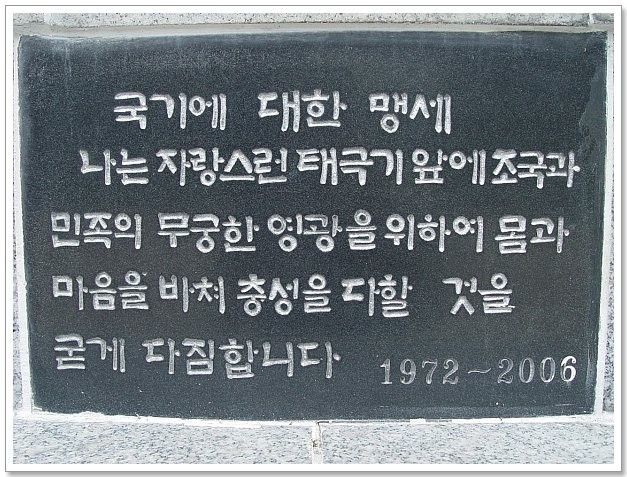 국기에 대한 맹세
나는 자랑스런 태극기 앞에 조국과
민족의 무궁한 영광을 위하여 몸과
마음을 바쳐 충성을 다할 것을
굳게 다짐합니다 1972~2006